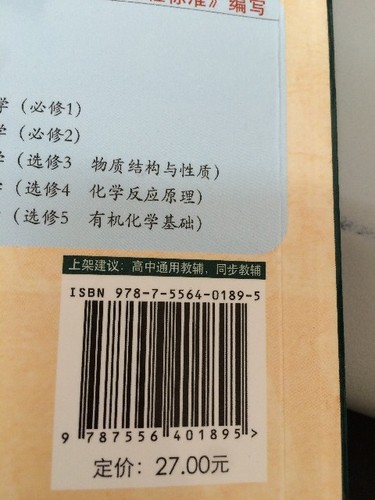 标准》编写
学（必修1）
学（必修2）
学（选修3 物质结构与性质）
学（选修4 化学反应原理）
（选修5 有机化学基础）
上架建议：高中通用教辅，同步教辅
ISBN 978-7-5564-0189-5
9 787556 401895 >
定价：27.00元